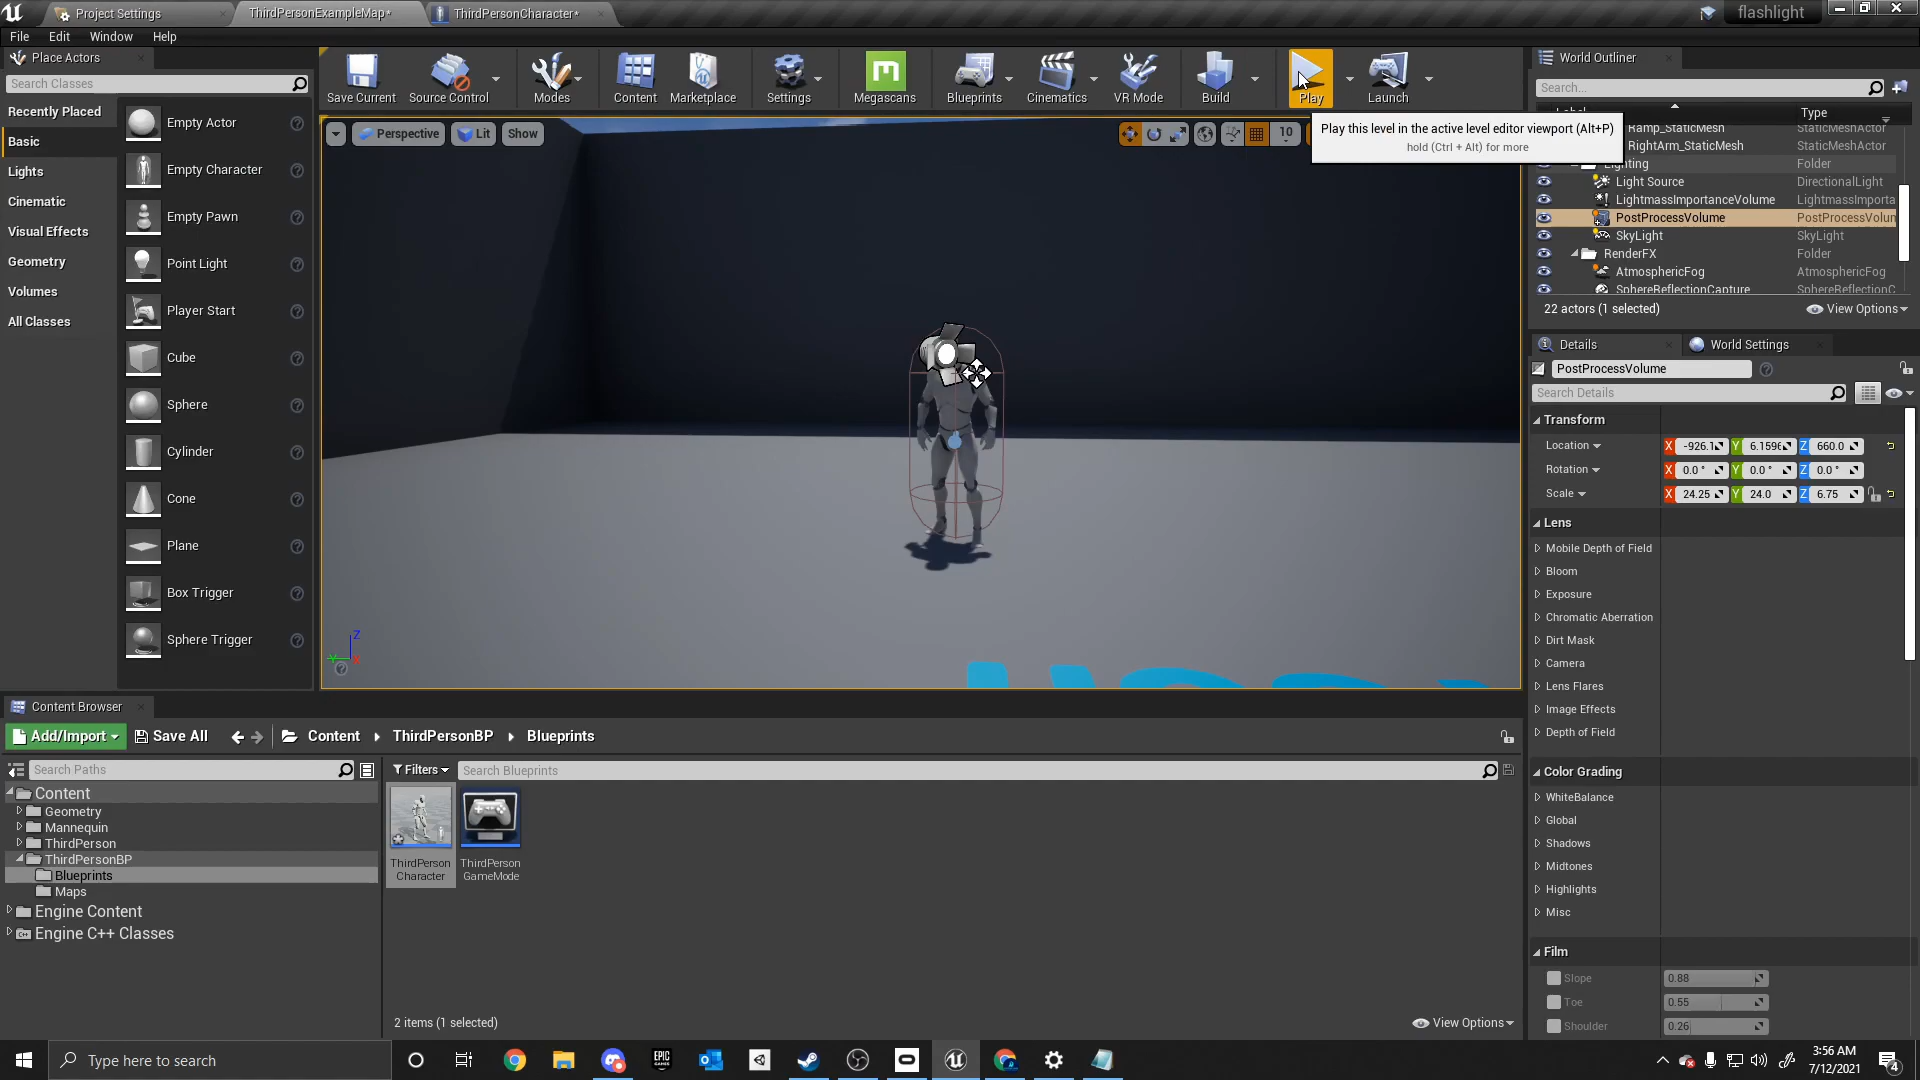 Project Settings
ThirdPersonExampleMap*
ThirdPersonCharacter*
flashlight
File Edit Window Help
Place Actors
Search Classes
Recently Placed
Basic
Lights
Cinematic
Visual Effects
Geometry
Volumes
All Classes
Empty Actor
Empty Character
Empty Pawn
Point Light
Player Start
Cube
Sphere
Cylinder
Cone
Plane
Box Trigger
Sphere Trigger
Save Current
Source Control
Modes
Content
Marketplace
Settings
Megascans
Blueprints
Cinematics
VR Mode
Build
Play
Launch
Perspective
Lit
Show
10
Play this level in the active level editor viewport (Alt+P)
hold (Ctrl + Alt) for more
Z
World Outliner
Search...
Label Type
Ramp_StaticMesh StaticMeshActor
RightArm_StaticMesh StaticMeshActor
Lighting Folder
Light Source DirectionalLight
LightmassImportanceVolume LightmassImporta
PostProcessVolume PostProcessVolun
SkyLight SkyLight
RenderFX Folder
AtmosphericFog AtmosphericFog
SphereReflectionCapture SphereReflectionC
22 actors (1 selected)
View Options
Details
World Settings
PostProcessVolume
Search Details
Transform
Location X -926.1 Y 6.1596 Z 660.0
Rotation X 0.0 ° Y 0.0 ° Z 0.0 °
Scale X 24.25 Y 24.0 Z 6.75
Lens
Mobile Depth of Field
Bloom
Exposure
Chromatic Aberration
Dirt Mask
Camera
Lens Flares
Image Effects
Depth of Field
Color Grading
WhiteBalance
Global
Shadows
Midtones
Highlights
Misc
Film
Slope 0.88
Toe 0.55
Shoulder 0.26
Content Browser
Add/Import
Save All
Content
ThirdPersonBP
Blueprints
Search Paths
Filters
Search Blueprints
Content
Geometry
Mannequin
ThirdPerson
ThirdPersonBP
Blueprints
Maps
Engine Content
Engine C++ Classes
ThirdPerson
Character
ThirdPerson
GameMode
2 items (1 selected)
View Options
Type here to search
EPIC
GAMES
3:56 AM
7/12/2021
4